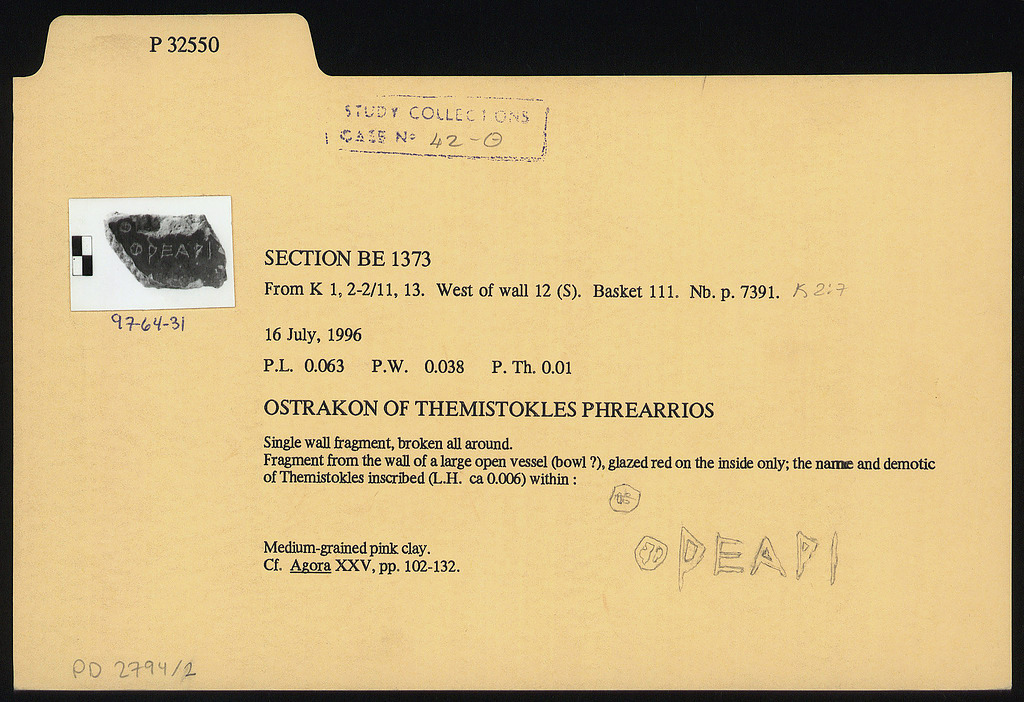 P 32550
STUDY COLLECTIONS
CASE Nº 42-Θ
97-64-31
SECTION BE 1373
From K 1, 2-2/11, 13. West of wall 12 (S). Basket 111. Nb. p. 7391. K 2:7
16 July, 1996
P.L. 0.063 P.W. 0.038 P. Th. 0.01
OSTRAKON OF THEMISTOKLES PHREARRIOS
Single wall fragment, broken all around.
Fragment from the wall of a large open vessel (bowl ?), glazed red on the inside only; the name and demotic
of Themistokles inscribed (L.H. ca 0.006) within :
ΦΡΕΑΡΙ
Medium-grained pink clay.
Cf. Agora XXV, pp. 102-132.
PD 2794/2